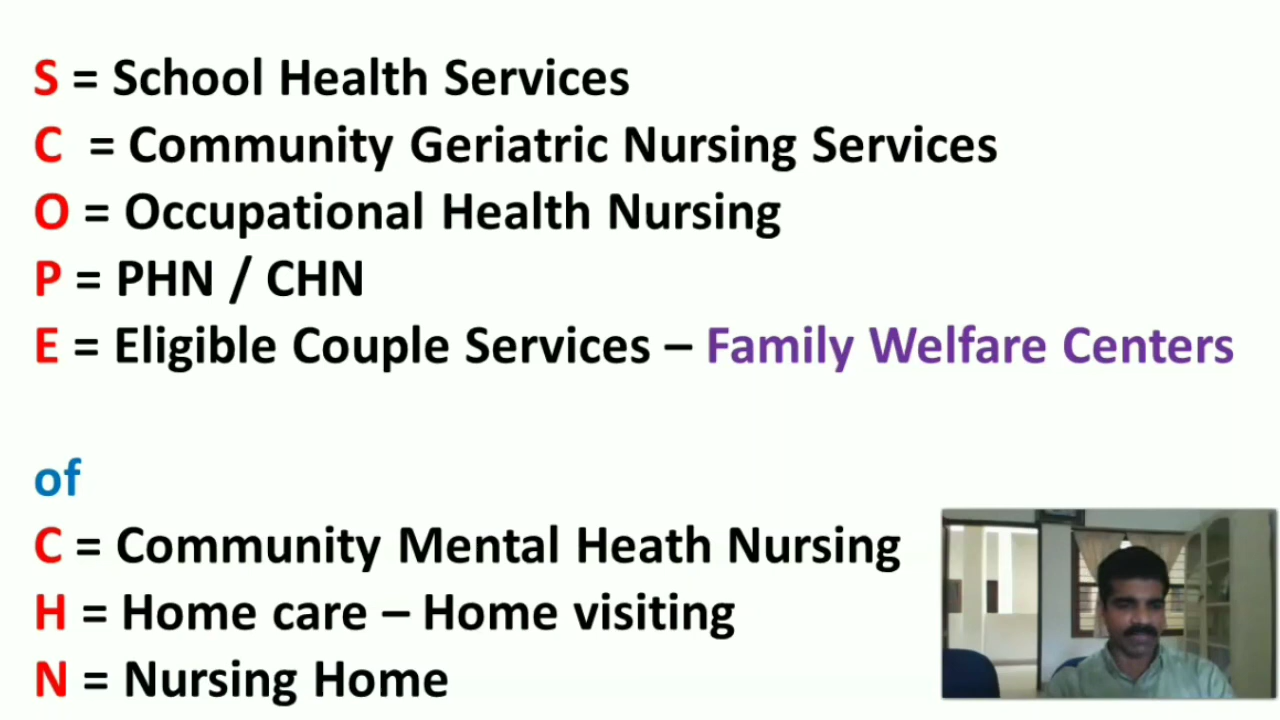 S = School Health Services
C = Community Geriatric Nursing Services
O = Occupational Health Nursing
P = PHN / CHN
E = Eligible Couple Services – Family Welfare Centers
of
C = Community Mental Heath Nursing
H = Home care – Home visiting
N = Nursing Home